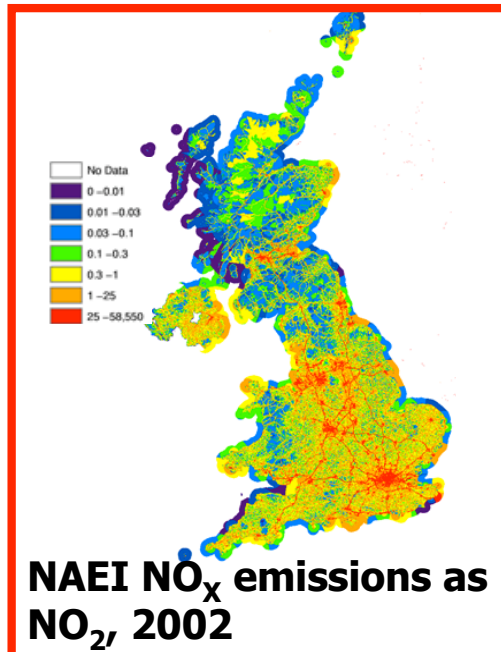 No Data
0 –0.01
0.01 –0.03
0.03 –0.1
0.1 –0.3
0.3 –1
1 –25
25 –58,550
NAEI NOX emissions as
NO2, 2002